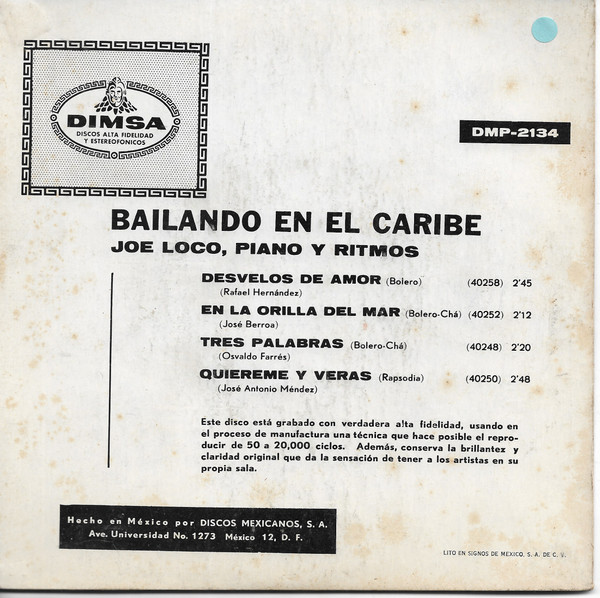 DIMSA
DISCOS ALTA FIDELIDAD
Y ESTEREOFONICOS
DMP-2134
BAILANDO EN EL CARIBE
JOE LOCO, PIANO Y RITMOS
DESVELOS DE AMOR (Bolero) (40258) 2'45
(Rafael Hernández)
EN LA ORILLA DEL MAR (Bolero-Chá) (40252) 2'12
(José Berroa)
TRES PALABRAS (Bolero-Chá) (40248) 2'20
(Osvaldo Farrés)
QUIEREME Y VERAS (Rapsodia) (40250) 2'48
(José Antonio Méndez)
Este disco está grabado con verdadera alta fidelidad, usando en
el proceso de manufactura una técnica que hace posible el repro-
ducir de 50 a 20,000 ciclos. Además, conserva la brillantez y
claridad original que da la sensación de tener a los artistas en su
propia sala.
Hecho en México por DISCOS MEXICANOS, S. A.
Ave. Universidad No. 1273 México 12, D. F.
LITO EN SIGNOS DE MEXICO, S. A. DE C. V.